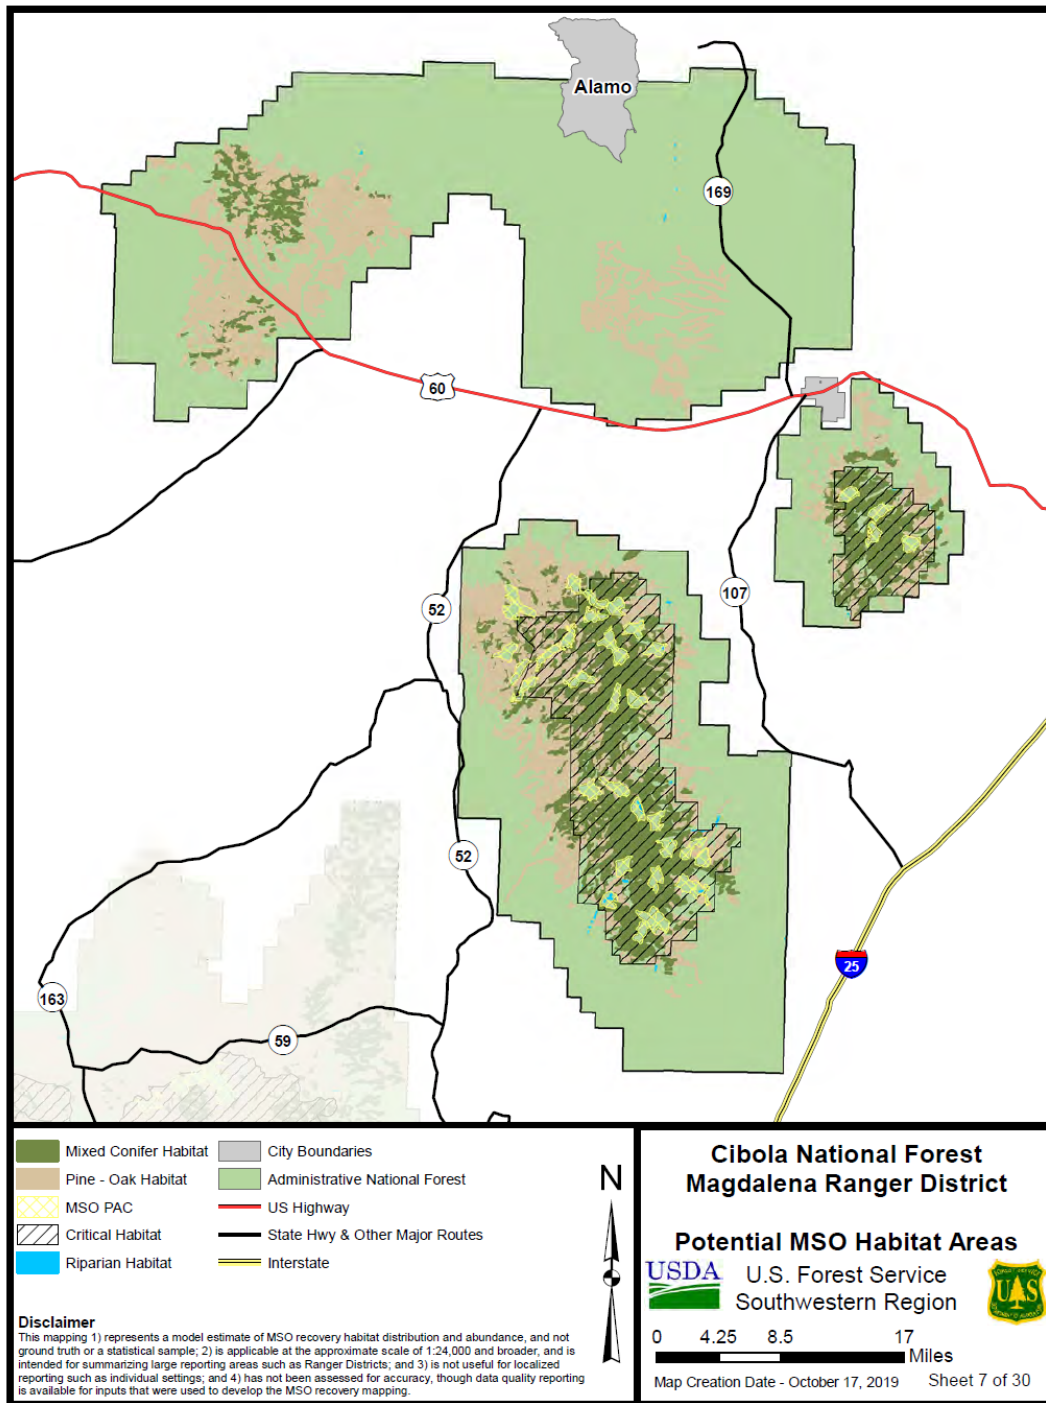 Alamo
169
60
52
107
52
25
163
59
Mixed Conifer Habitat
Pine - Oak Habitat
MSO PAC
Critical Habitat
Riparian Habitat
City Boundaries
Administrative National Forest
US Highway
State Hwy & Other Major Routes
Interstate
N
Disclaimer
This mapping 1) represents a model estimate of MSO recovery habitat distribution and abundance, and not
ground truth or a statistical sample; 2) is applicable at the approximate scale of 1:24,000 and broader, and is
intended for summarizing large reporting areas such as Ranger Districts; and 3) is not useful for localized
reporting such as individual settings; and 4) has not been assessed for accuracy, though data quality reporting
is available for inputs that were used to develop the MSO recovery mapping.
Cibola National Forest
Magdalena Ranger District
Potential MSO Habitat Areas
USDA
U.S. Forest Service
Southwestern Region
UAS
0 4.25 8.5 17
Miles
Map Creation Date - October 17, 2019 Sheet 7 of 30